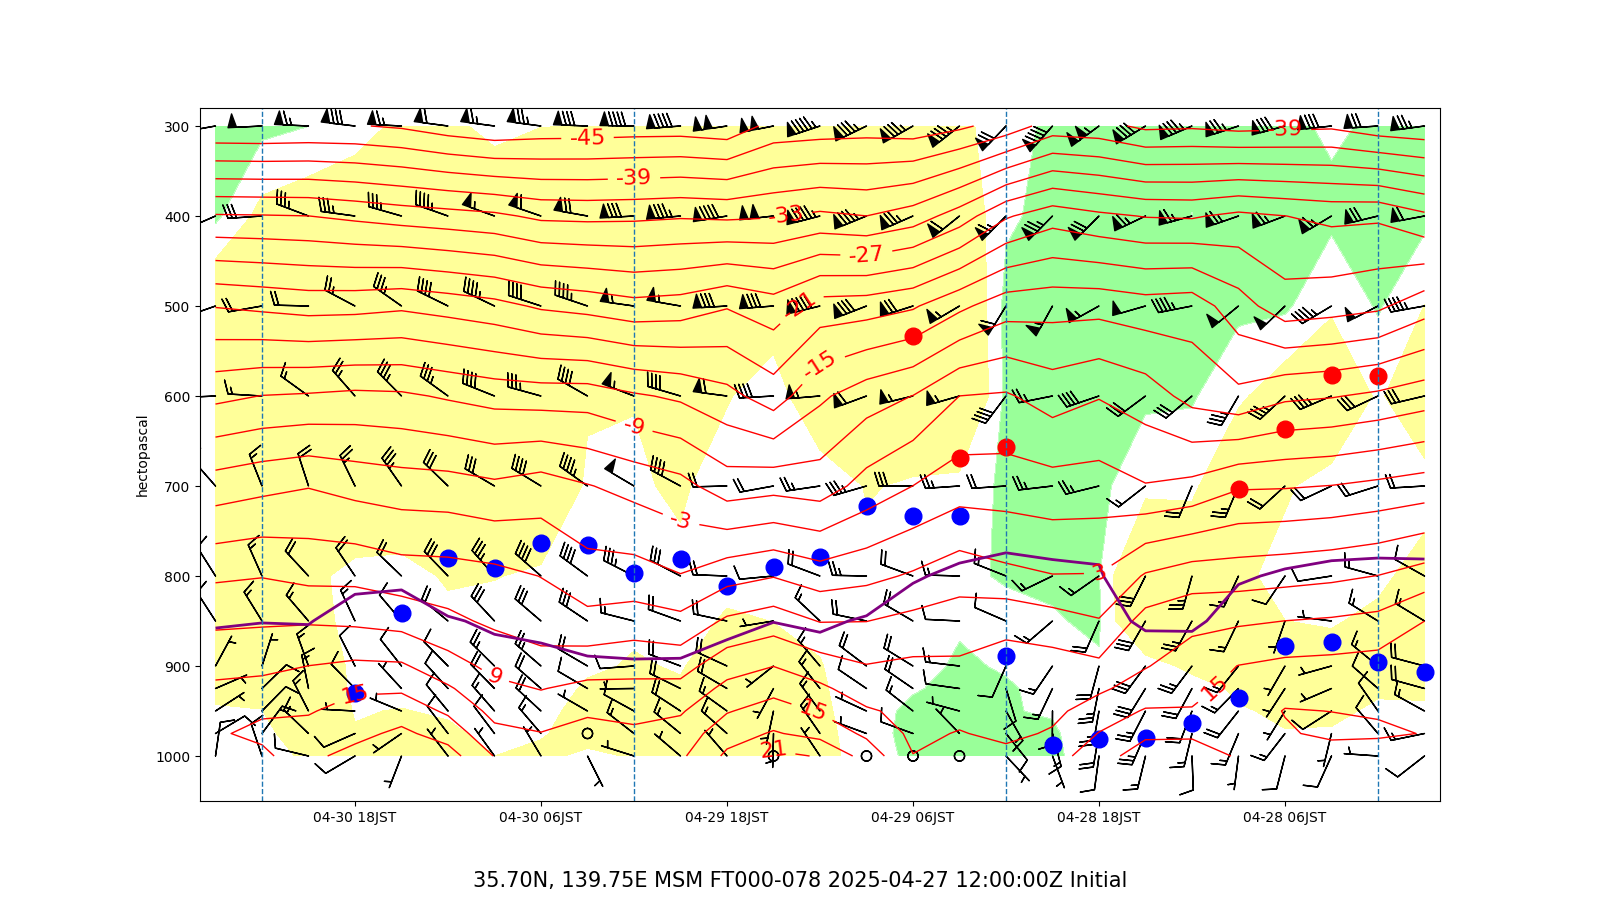 300
400
500
600
700
800
900
1000
hectopascal
-45
39
-39
-33
-27
-21
-15
-9
-3
3
9
15
15
15
21
04-30 18JST
04-30 06JST
04-29 18JST
04-29 06JST
04-28 18JST
04-28 06JST
35.70N, 139.75E MSM FT000-078 2025-04-27 12:00:00Z Initial